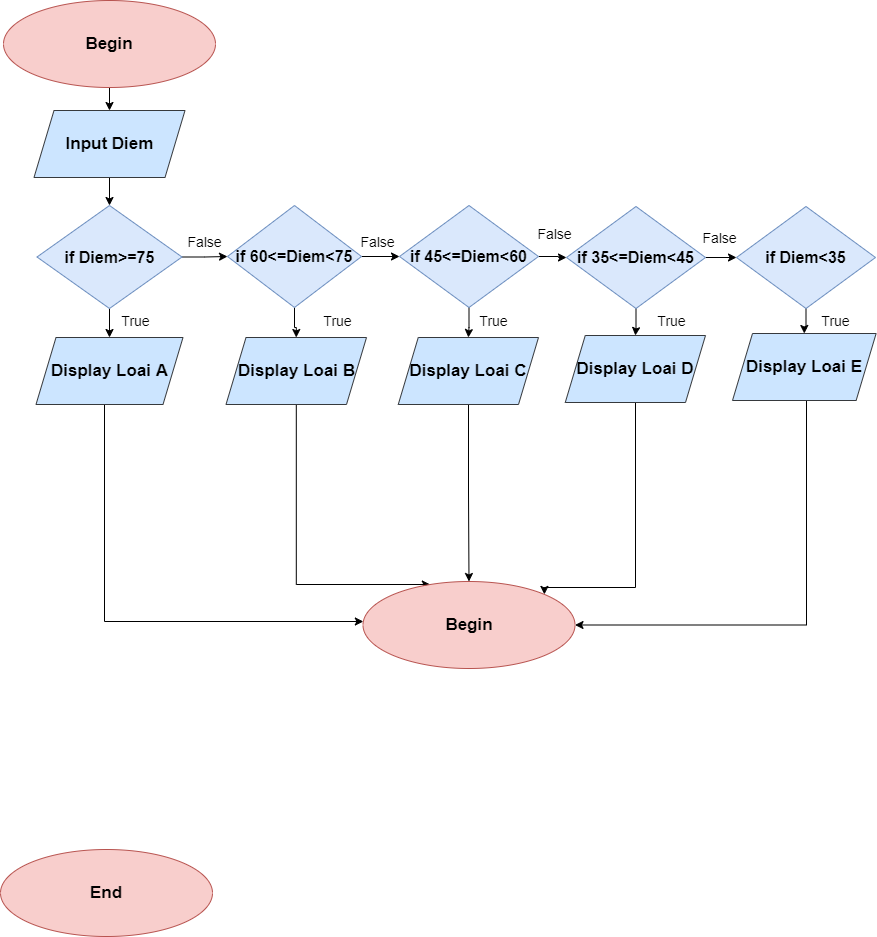 Begin
Input Diem
if Diem>=75
False
if 60<=Diem<75
False
if 45<=Diem<60
False
if 35<=Diem<45
False
if Diem<35
True
True
True
True
True
Display Loai A
Display Loai B
Display Loai C
Display Loai D
Display Loai E
Begin
End